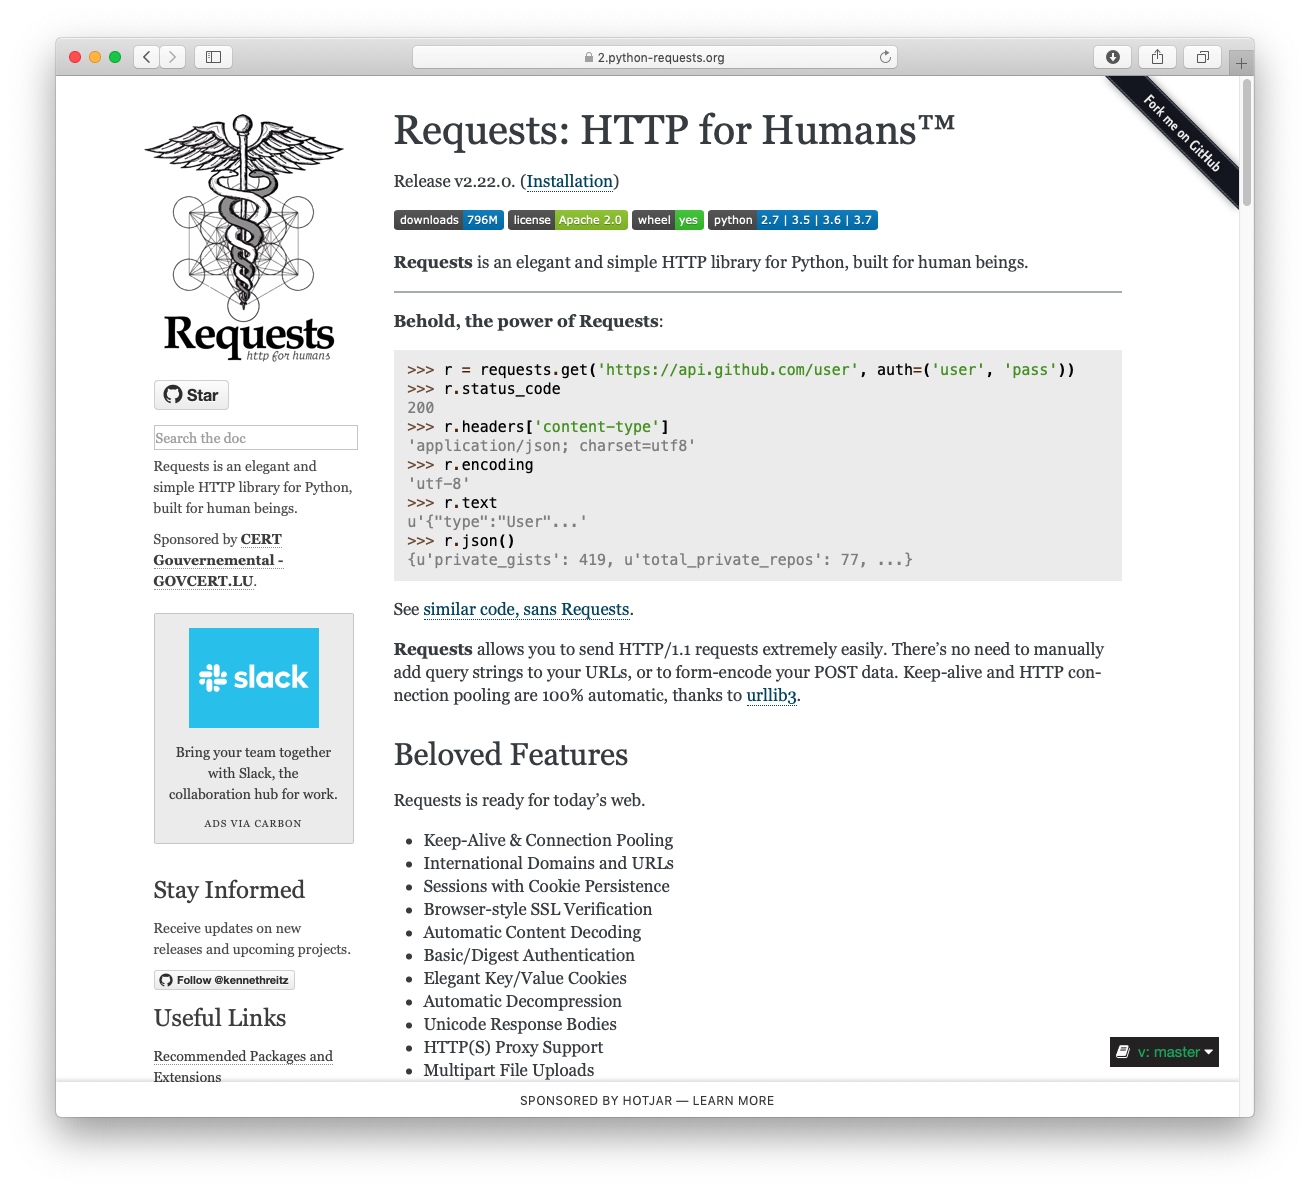 2.python-requests.org
Fork me on GitHub
Requests
http for humans
Star
Search the doc
Requests is an elegant and
simple HTTP library for Python,
built for human beings.
Sponsored by CERT
Gouvernemental -
GOVCERT.LU.
slack
Bring your team together
with Slack, the
collaboration hub for work.
ADS VIA CARBON
Stay Informed
Receive updates on new
releases and upcoming projects.
Follow @kennethreitz
Useful Links
Recommended Packages and
Extensions
Requests: HTTP for Humans™
Release v2.22.0. (Installation)
downloads 796M license Apache 2.0 wheel yes python 2.7 | 3.5 | 3.6 | 3.7
Requests is an elegant and simple HTTP library for Python, built for human beings.
Behold, the power of Requests:
>>> r = requests.get('https://api.github.com/user', auth=('user', 'pass'))
>>> r.status_code
200
>>> r.headers['content-type']
'application/json; charset=utf8'
>>> r.encoding
'utf-8'
>>> r.text
u'{"type":"User"...'
>>> r.json()
{u'private_gists': 419, u'total_private_repos': 77, ...}
See similar code, sans Requests.
Requests allows you to send HTTP/1.1 requests extremely easily. There’s no need to manually
add query strings to your URLs, or to form-encode your POST data. Keep-alive and HTTP con-
nection pooling are 100% automatic, thanks to urllib3.
Beloved Features
Requests is ready for today’s web.
• Keep-Alive & Connection Pooling
• International Domains and URLs
• Sessions with Cookie Persistence
• Browser-style SSL Verification
• Automatic Content Decoding
• Basic/Digest Authentication
• Elegant Key/Value Cookies
• Automatic Decompression
• Unicode Response Bodies
• HTTP(S) Proxy Support
• Multipart File Uploads
v: master
SPONSORED BY HOTJAR — LEARN MORE